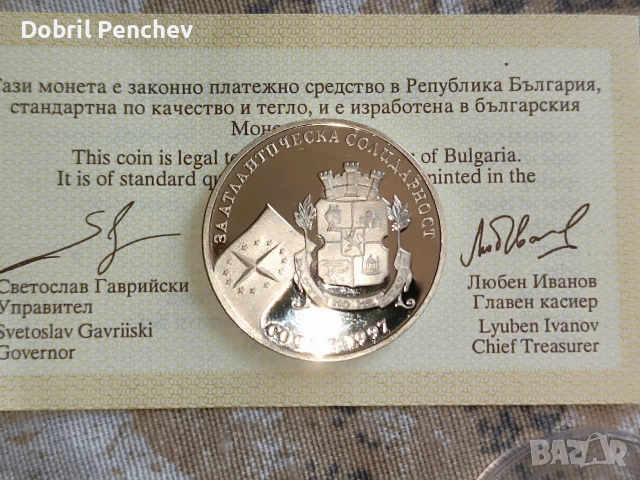 Dobril Penchev
Тази монета е законно платежно средство в Република България,
стандартна по качество и тегло, и е изработена в българския
Моне
This coin is legal te of Bulgaria.
It is of standard qu minted in the
ЗА АТЛАНТИЧЕСКА СОЛИДАРНОСТ
1997
Светослав Гаврийски
Управител
Svetoslav Gavriiski
Governor
Любен Иванов
Главен касиер
Lyuben Ivanov
Chief Treasurer
BAZAR
bg